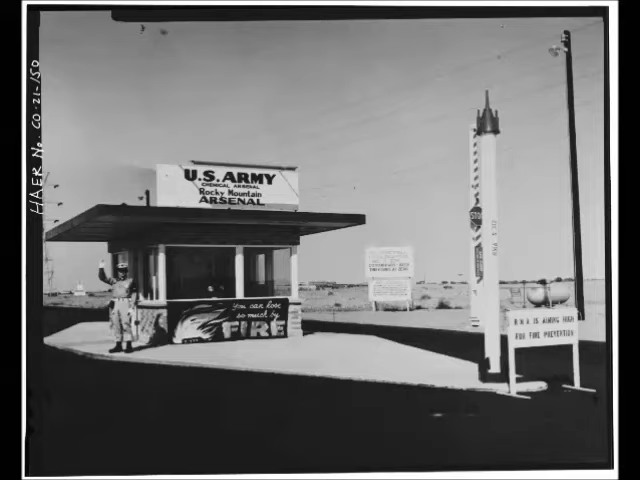 HAER No. CO-21-150
U.S. ARMY
CHEMICAL ARSENAL
Rocky Mountain
ARSENAL
You can lose
so much by
FIRE
STOP
RMA IS AIMING HIGH
FOR FIRE PREVENTION